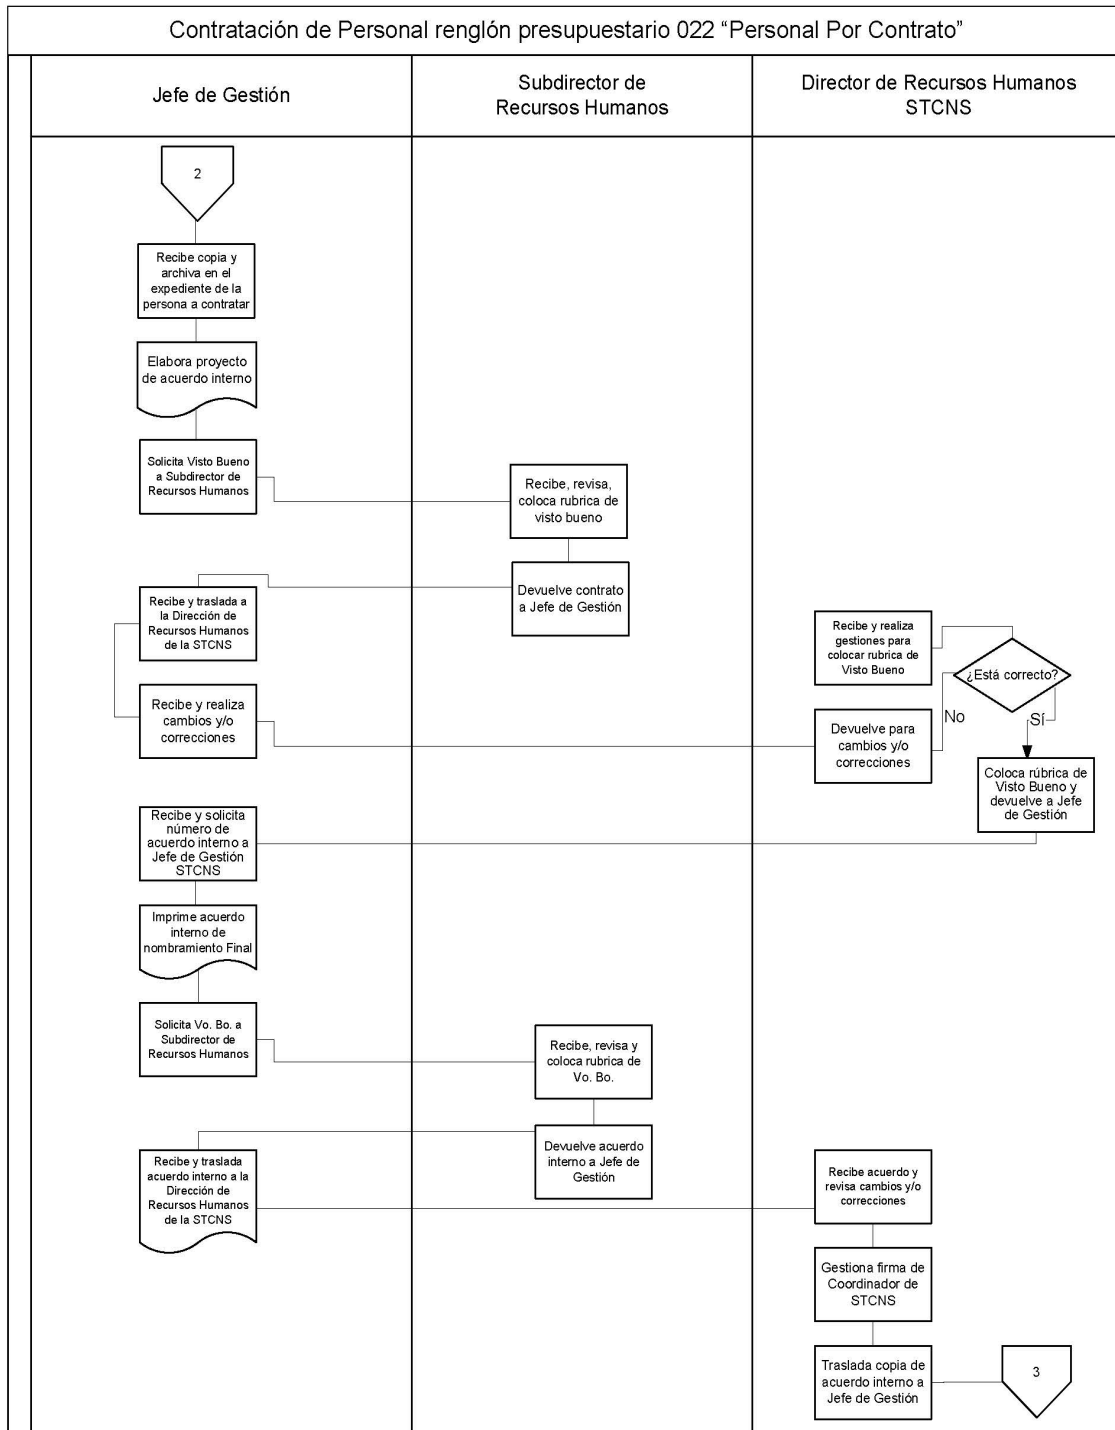 Contratación de Personal renglón presupuestario 022 “Personal Por Contrato”
Jefe de Gestión
Subdirector de
Recursos Humanos
Director de Recursos Humanos
STCNS
2
Recibe copia y
archiva en el
expediente de la
persona a contratar
Elabora proyecto
de acuerdo interno
Solicita Visto Bueno
a Subdirector de
Recursos Humanos
Recibe, revisa,
coloca rubrica de
visto bueno
Devuelve contrato
a Jefe de Gestión
Recibe y traslada a
la Dirección de
Recursos Humanos
de la STCNS
Recibe y realiza
gestiones para
colocar rubrica de
Visto Bueno
¿Está correcto?
No
Sí
Recibe y realiza
cambios y/o
correcciones
Devuelve para
cambios y/o
correcciones
Coloca rúbrica de
Visto Bueno y
devuelve a Jefe
de Gestión
Recibe y solicita
número de
acuerdo interno a
Jefe de Gestión
STCNS
Imprime acuerdo
interno de
nombramiento Final
Solicita Vo. Bo. a
Subdirector de
Recursos Humanos
Recibe, revisa y
coloca rubrica de
Vo. Bo.
Devuelve acuerdo
interno a Jefe de
Gestión
Recibe y traslada
acuerdo interno a la
Dirección de
Recursos Humanos
de la STCNS
Recibe acuerdo y
revisa cambios y/o
correcciones
Gestiona firma de
Coordinador de
STCNS
Traslada copia de
acuerdo interno a
Jefe de Gestión
3